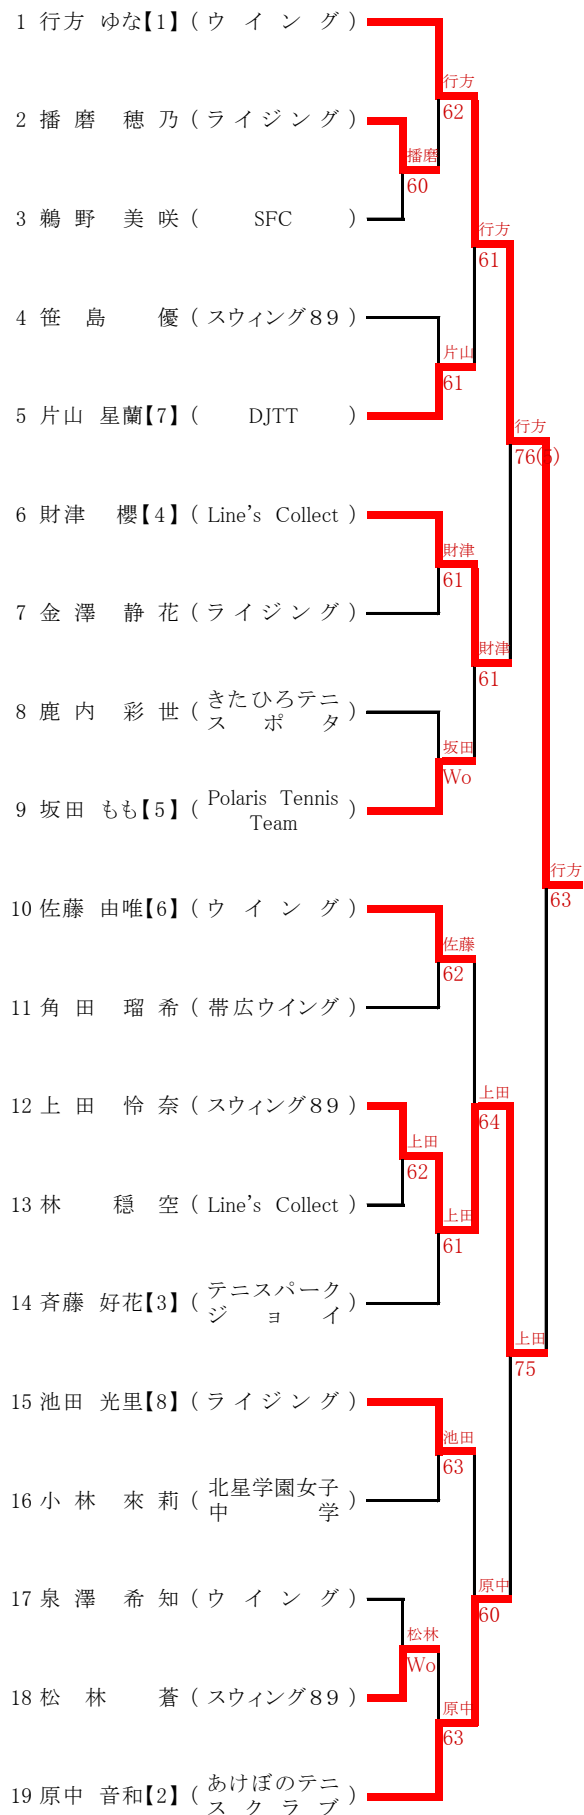 1 行方 ゆな【1】 ( ウイング )
行方
62
2 播磨 穂乃 ( ライジング )
播磨
60
3 鵜野 美咲 ( SFC )
行方
61
4 笹島 優 ( スウィング89 )
片山
61
5 片山 星蘭【7】 ( DJTT )
行方
76(5)
6 財津 櫻【4】 ( Line's Collect )
財津
61
7 金澤 静花 ( ライジング )
財津
61
8 鹿内 彩世 ( きたひろテニ
スポタ )
坂田
Wo
9 坂田 もも【5】 ( Polaris Tennis
Team )
行方
63
10 佐藤 由唯【6】 ( ウイング )
佐藤
62
11 角田 瑠希 ( 帯広ウイング )
上田
64
12 上田 怜奈 ( スウィング89 )
上田
62
13 林 穏空 ( Line's Collect )
上田
61
14 斉藤 好花【3】 ( テニスパーク
ジョイ )
上田
75
15 池田 光里【8】 ( ライジング )
池田
63
16 小林 來莉 ( 北星学園女子
中学 )
原中
60
17 泉澤 希知 ( ウイング )
松林
Wo
18 松林 蒼 ( スウィング89 )
原中
63
19 原中 音和【2】 ( あけぼのテニ
スクラブ )